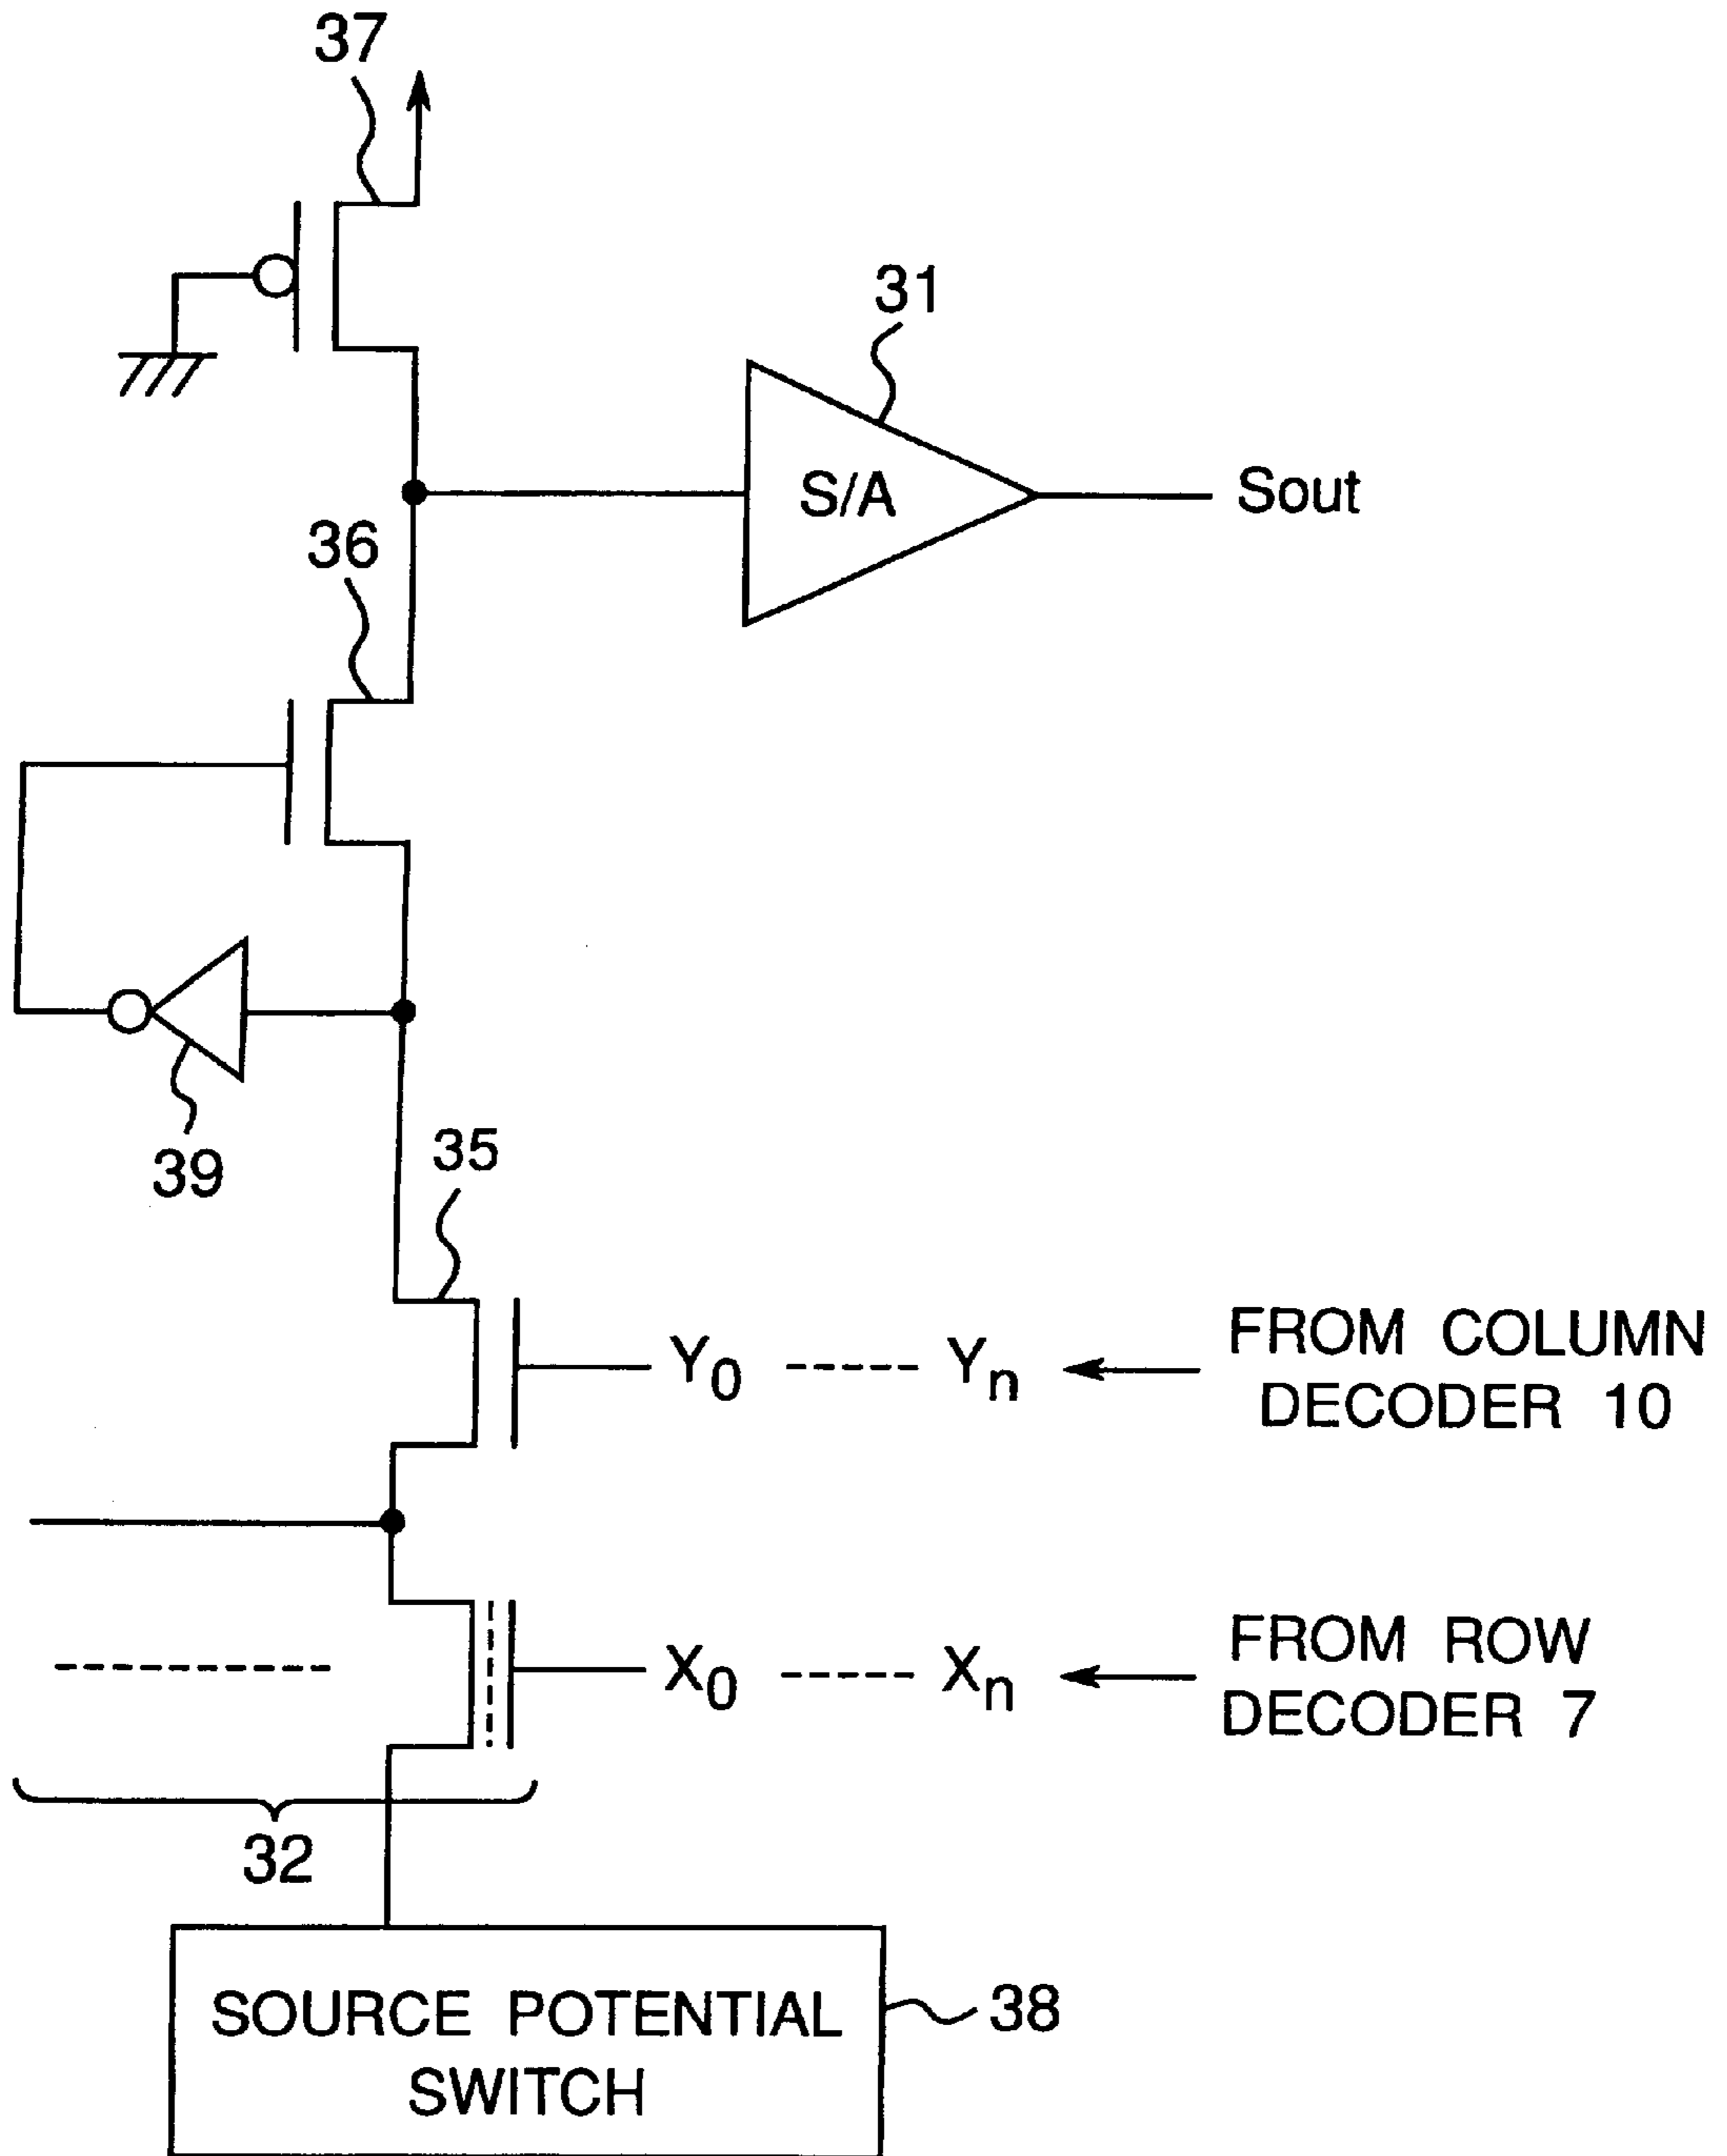 37
31
S/A
Sout
36
39
35
Y0 ----- Yn
FROM COLUMN
DECODER 10
X0 ----- Xn
FROM ROW
DECODER 7
32
SOURCE POTENTIAL
SWITCH
38